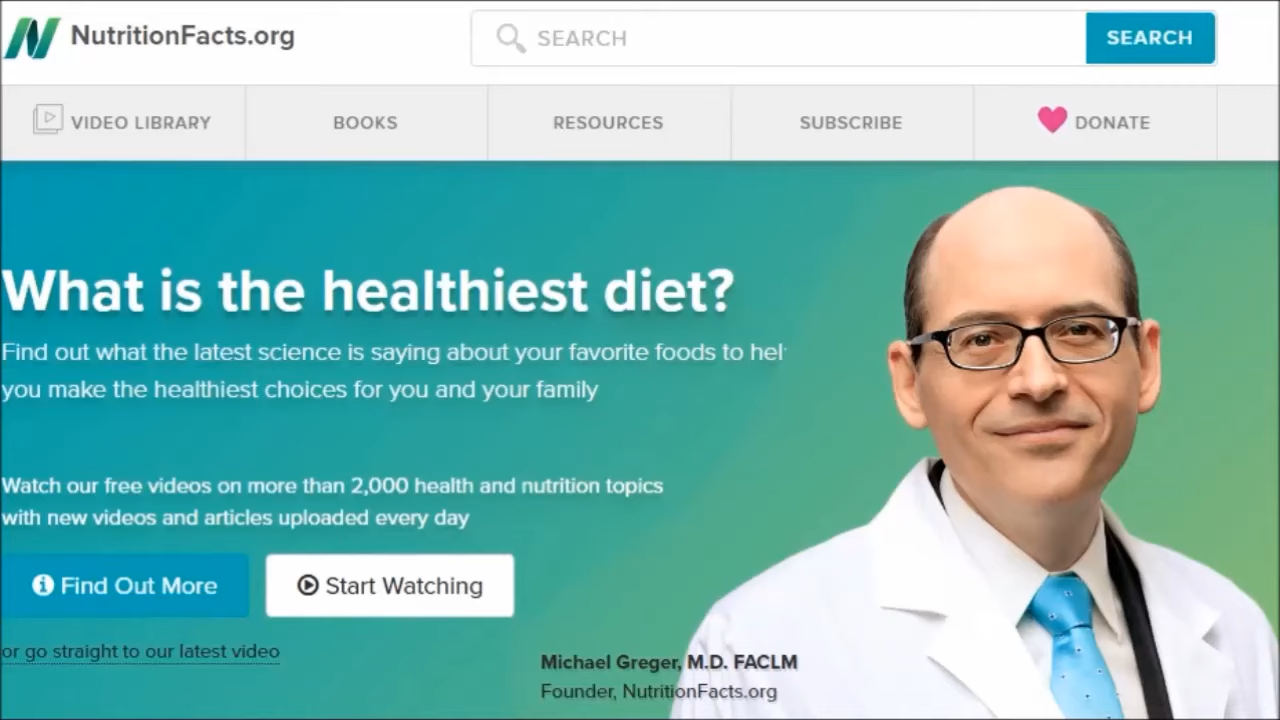 NutritionFacts.org
SEARCH
SEARCH
VIDEO LIBRARY
BOOKS
RESOURCES
SUBSCRIBE
DONATE
What is the healthiest diet?
Find out what the latest science is saying about your favorite foods to hel
you make the healthiest choices for you and your family
Watch our free videos on more than 2,000 health and nutrition topics
with new videos and articles uploaded every day
Find Out More
Start Watching
or go straight to our latest video
Michael Greger, M.D. FACLM
Founder, NutritionFacts.org